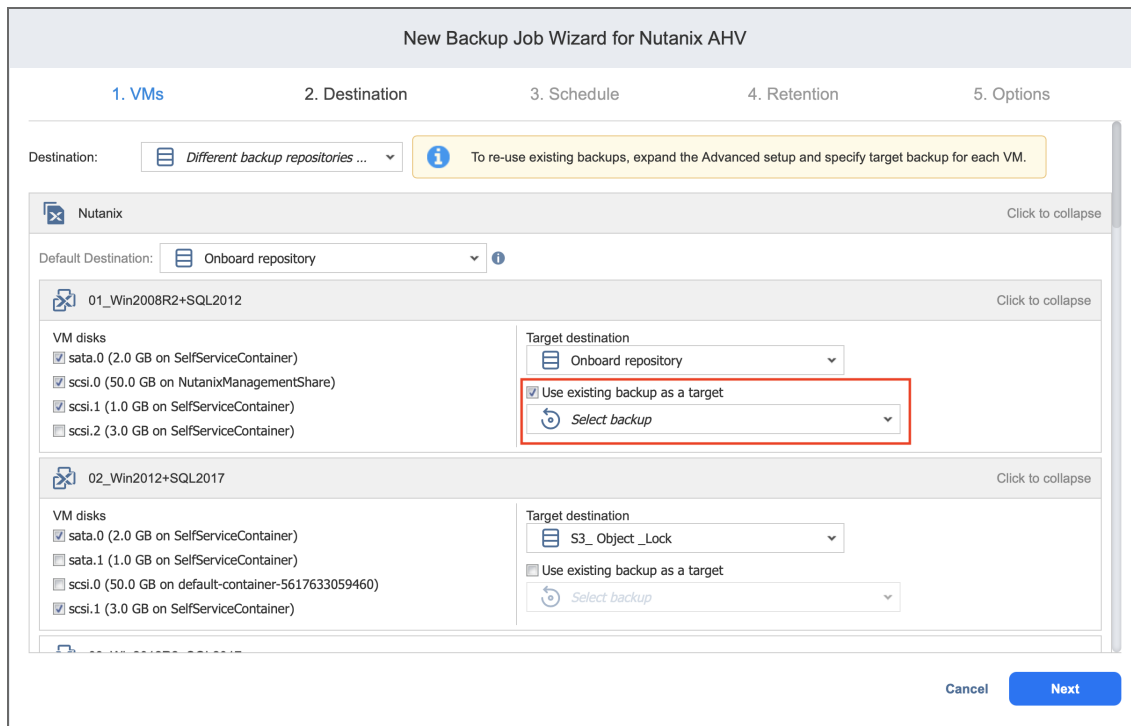 New Backup Job Wizard for Nutanix AHV
1. VMs 2. Destination 3. Schedule 4. Retention 5. Options
Destination: Different backup repositories ... To re-use existing backups, expand the Advanced setup and specify target backup for each VM.
Nutanix Click to collapse
Default Destination: Onboard repository
01_Win2008R2+SQL2012 Click to collapse
VM disks
sata.0 (2.0 GB on SelfServiceContainer)
scsi.0 (50.0 GB on NutanixManagementShare)
scsi.1 (1.0 GB on SelfServiceContainer)
scsi.2 (3.0 GB on SelfServiceContainer)
Target destination
Onboard repository
Use existing backup as a target
Select backup
02_Win2012+SQL2017 Click to collapse
VM disks
sata.0 (2.0 GB on SelfServiceContainer)
sata.1 (1.0 GB on SelfServiceContainer)
scsi.0 (50.0 GB on default-container-5617633059460)
scsi.1 (3.0 GB on SelfServiceContainer)
Target destination
S3_ Object _Lock
Use existing backup as a target
Select backup
Cancel Next